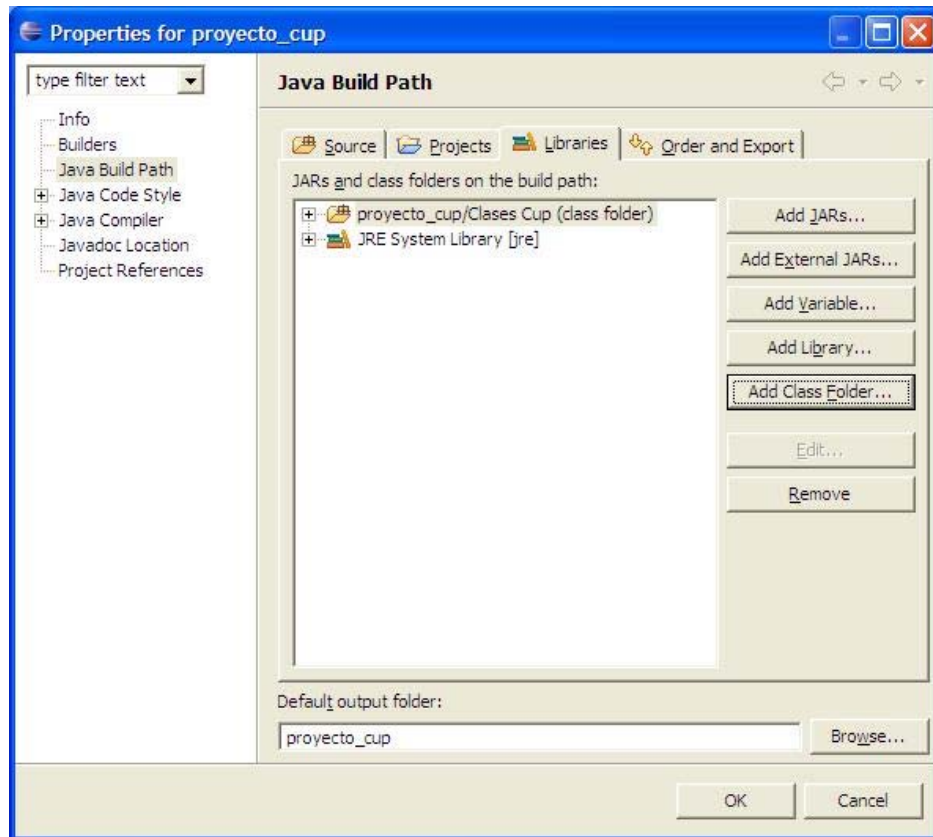 Properties for proyecto_cup
type filter text
Info
Builders
Java Build Path
Java Code Style
Java Compiler
Javadoc Location
Project References
Java Build Path
Source
Projects
Libraries
Order and Export
JARs and class folders on the build path:
proyecto_cup/Clases Cup (class folder)
JRE System Library [jre]
Add JARs...
Add External JARs...
Add Variable...
Add Library...
Add Class Folder...
Edit...
Remove
Default output folder:
proyecto_cup
Browse...
OK
Cancel